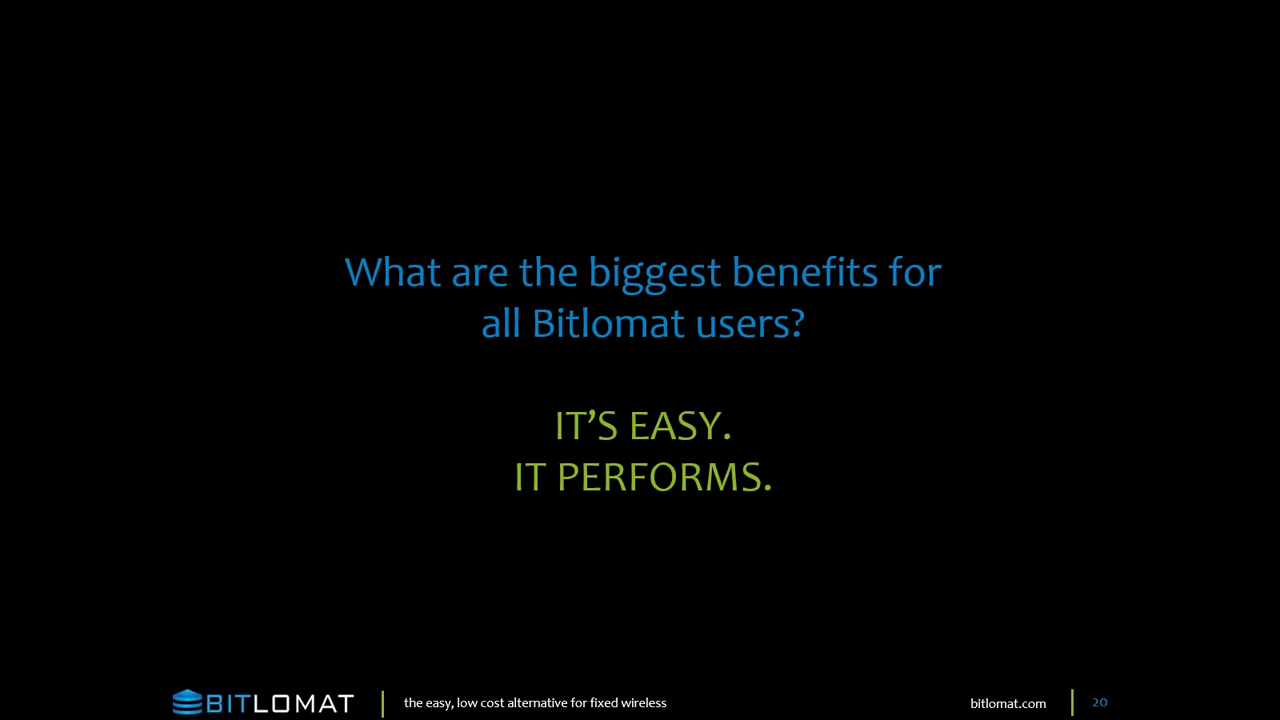 What are the biggest benefits for
all Bitlomat users?
IT’S EASY.
IT PERFORMS.
BITLOMAT
the easy, low cost alternative for fixed wireless
bitlomat.com
20